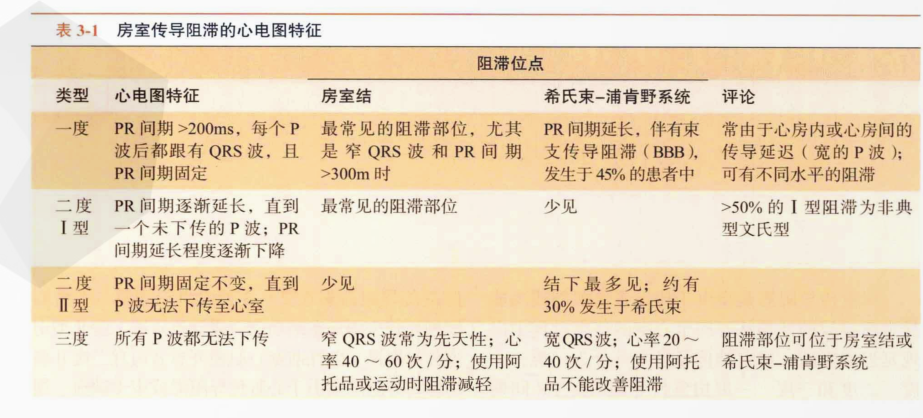 表 3-1 房室传导阻滞的心电图特征
阻滞位点
类型 心电图特征 房室结 希氏束-浦肯野系统 评论
一度 PR 间期 >200ms，每个 P 最常见的阻滞部位，尤其 PR 间期延长，伴有束 常由于心房内或心房间的
波后都跟有 QRS 波，且 是窄 QRS 波和 PR 间期 支传导阻滞（BBB）， 传导延迟（宽的 P 波）；
PR 间期固定 >300m 时 发生于 45% 的患者中 可有不同水平的阻滞
二度 PR 间期逐渐延长，直到 最常见的阻滞部位 少见 >50% 的 Ⅰ 型阻滞为非典
Ⅰ型 一个未下传的 P 波；PR 型文氏型
间期延长程度逐渐下降
二度 PR 间期固定不变，直到 少见 结下最多见；约有
Ⅱ型 P 波无法下传至心室 30% 发生于希氏束
三度 所有 P 波都无法下传 窄 QRS 波常为先天性；心 宽 QRS 波；心率 20～ 阻滞部位可位于房室结或
率 40～60 次 / 分；使用阿 40 次 / 分；使用阿托 希氏束-浦肯野系统
托品或运动时阻滞减轻 品不能改善阻滞